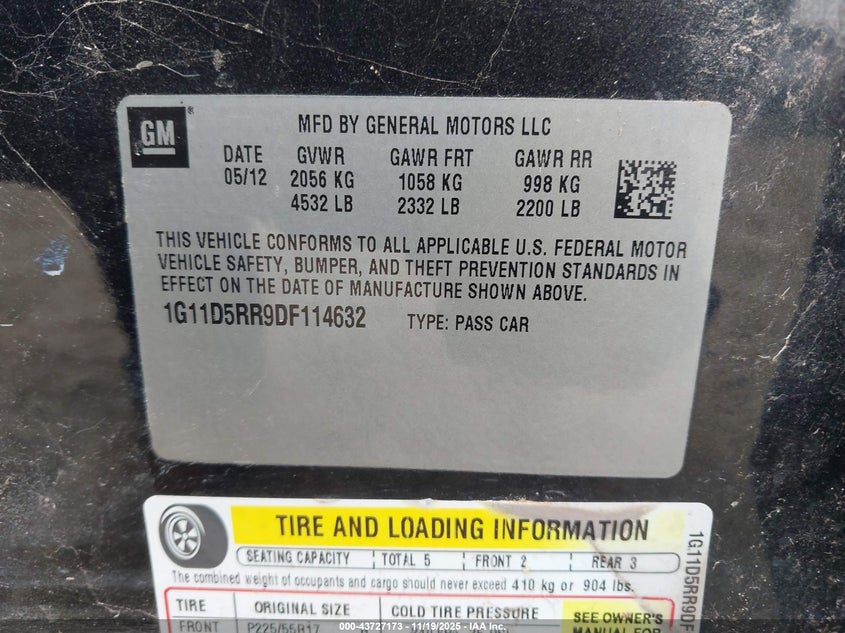 GM ®
MFD BY GENERAL MOTORS LLC
DATE GVWR GAWR FRT GAWR RR
05/12 2056 KG 1058 KG 998 KG
4532 LB 2332 LB 2200 LB
THIS VEHICLE CONFORMS TO ALL APPLICABLE U.S. FEDERAL MOTOR
VEHICLE SAFETY, BUMPER, AND THEFT PREVENTION STANDARDS IN
EFFECT ON THE DATE OF MANUFACTURE SHOWN ABOVE.
1G11D5RR9DF114632 TYPE: PASS CAR
TIRE AND LOADING INFORMATION
SEATING CAPACITY TOTAL 5 FRONT 2 REAR 3
The combined weight of occupants and cargo should never exceed 410 kg or 904 lbs.
TIRE ORIGINAL SIZE COLD TIRE PRESSURE SEE OWNER'S
FRONT P225/55R17 MANUAL FOR
1G11D5RR9DF
000-43727173 - 11/19/2025 - IAA Inc.